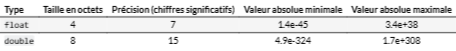 Type Taille en octets Précision (chiffres significatifs) Valeur absolue minimale Valeur absolue maximale
float 4 7 1.4e-45 3.4e+38
double 8 15 4.9e-324 1.7e+308